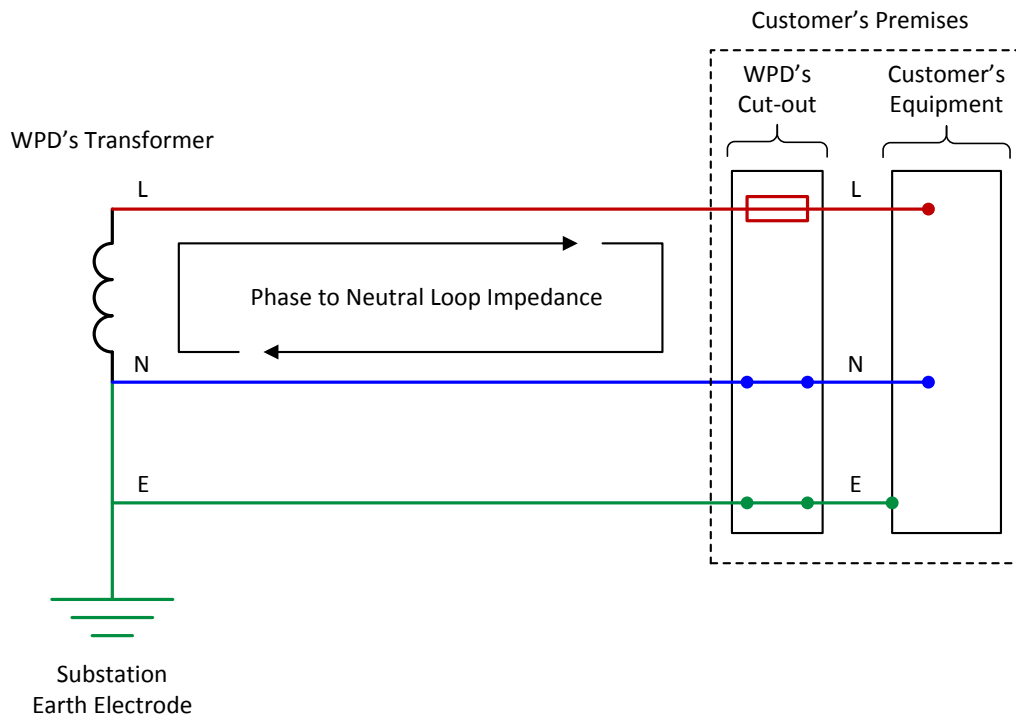 Customer’s Premises
WPD’s
Cut-out
Customer’s
Equipment
WPD’s Transformer
L
L
Phase to Neutral Loop Impedance
N
N
E
E
Substation
Earth Electrode